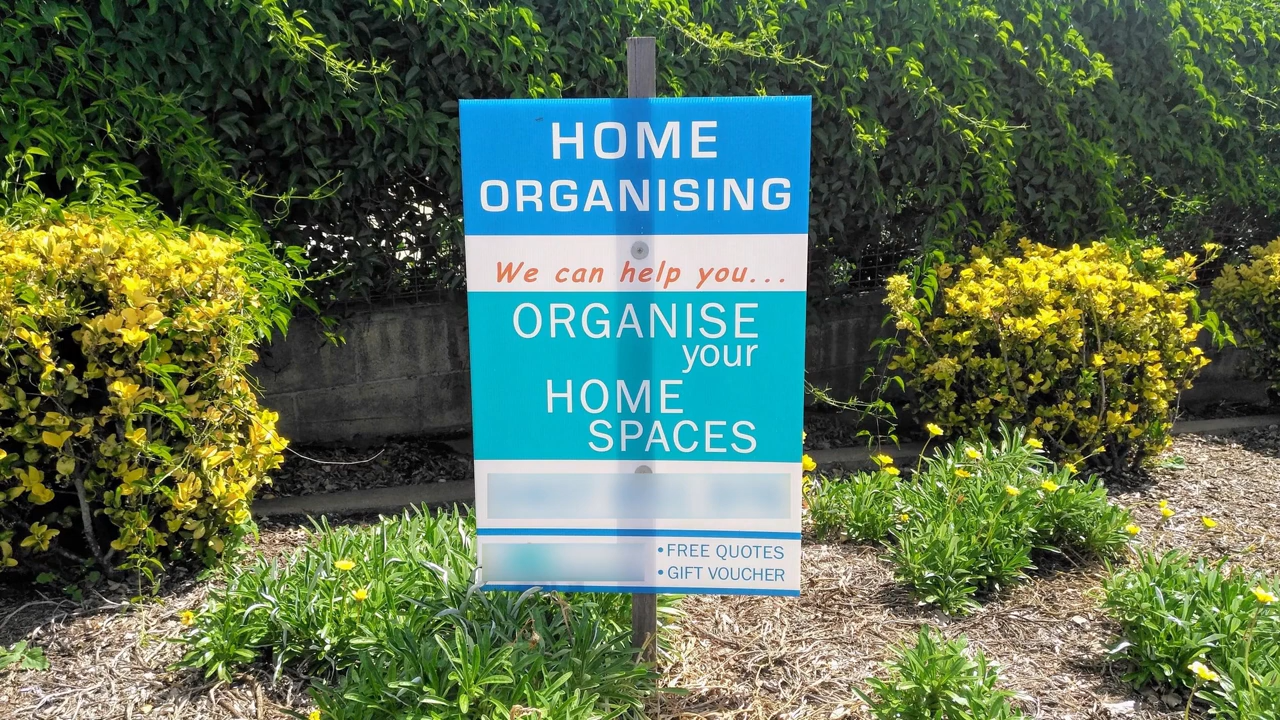 HOME
ORGANISING
We can help you...
ORGANISE
your
HOME
SPACES
• FREE QUOTES
• GIFT VOUCHER